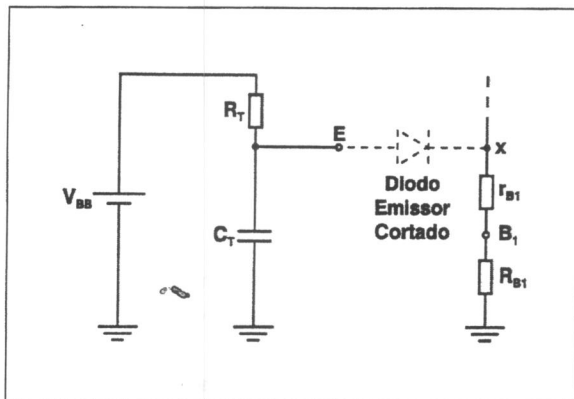 R_T
E
x
V_BB
Diodo
Emissor
Cortado
r_B1
C_T
B_1
R_B1